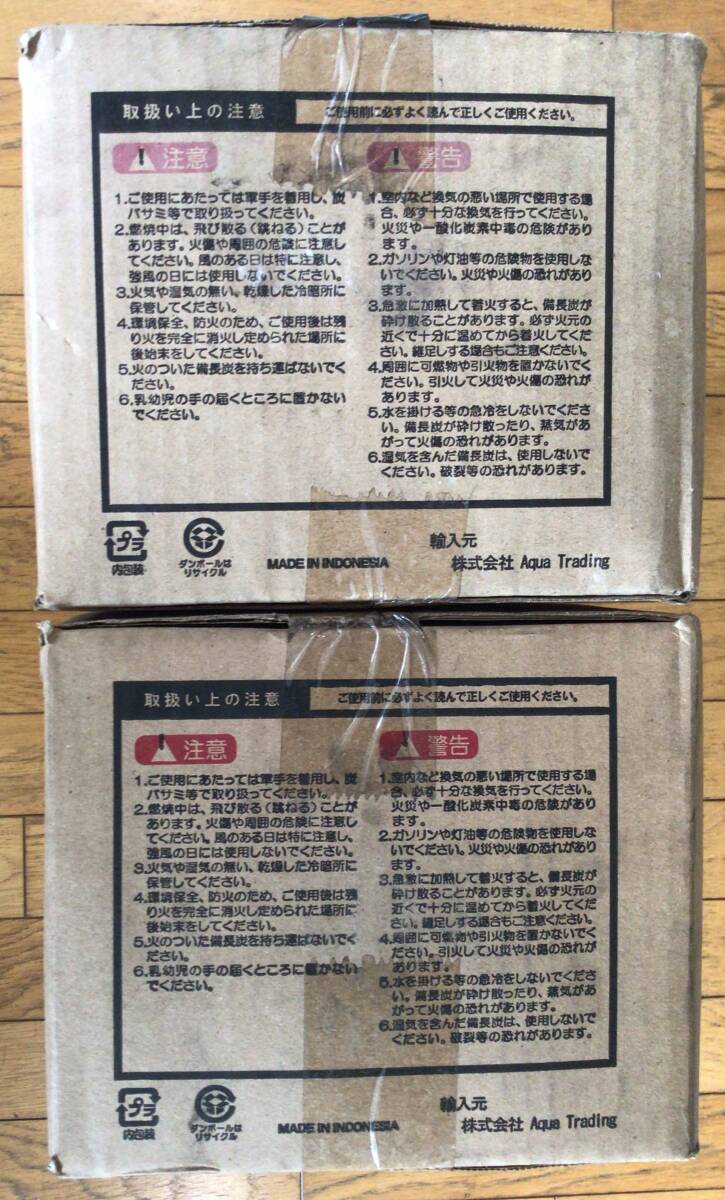 取扱い上の注意
ご使用前に必ずよく読んで正しくご使用ください。
注意
1.ご使用にあたっては軍手を着用し、炭
バサミ等で取り扱ってください。
2.燃焼中は、飛び散る(跳ねる)ことが
あります。火傷や周囲の危険に注意し
てください。風のある日は特に注意し、
強風の日には使用しないでください。
3.火気や湿気の無い、乾燥した冷暗所に
保管してください。
4.環境保全、防火のため、ご使用後は残
り火を完全に消火し定められた場所に
後始末をしてください。
5.火のついた備長炭を持ち運ばないでく
ださい。
6.乳幼児の手の届くところに置かない
でください。
警告
1.室内など換気の悪い場所で使用する場
合、必ず十分な換気を行ってください。
火災や一酸化炭素中毒の危険があり
ます。
2.ガソリンや灯油等の危険物を使用しな
いでください。火災や火傷の恐れがあり
ます。
3.急激に加熱して着火すると、備長炭が
砕け散ることがあります。必ず火元の
近くで十分に温めてから着火してくだ
さい。継足しする場合もご注意ください。
4.周囲に可燃物や引火物を置かないで
ください。引火して火災や火傷の恐れが
あります。
5.水を掛ける等の急冷をしないでくださ
い。備長炭が砕け散ったり、蒸気があ
がって火傷の恐れがあります。
6.湿気を含んだ備長炭は、使用しないで
ください。破裂等の恐れがあります。
プラ
内包装
ダンボールは
リサイクル
MADE IN INDONESIA
輸入元
株式会社 Aqua Trading
取扱い上の注意
ご使用前に必ずよく読んで正しくご使用ください。
注意
1.ご使用にあたっては軍手を着用し、炭
バサミ等で取り扱ってください。
2.燃焼中は、飛び散る(跳ねる)ことが
あります。火傷や周囲の危険に注意し
てください。風のある日は特に注意し、
強風の日には使用しないでください。
3.火気や湿気の無い、乾燥した冷暗所に
保管してください。
4.環境保全、防火のため、ご使用後は残
り火を完全に消火し定められた場所に
後始末をしてください。
5.火のついた備長炭を持ち運ばないでく
ださい。
6.乳幼児の手の届くところに置かない
でください。
警告
1.室内など換気の悪い場所で使用する場
合、必ず十分な換気を行ってください。
火災や一酸化炭素中毒の危険があり
ます。
2.ガソリンや灯油等の危険物を使用しな
いでください。火災や火傷の恐れがあり
ます。
3.急激に加熱して着火すると、備長炭が
砕け散ることがあります。必ず火元の
近くで十分に温めてから着火してくだ
さい。継足しする場合もご注意ください。
4.周囲に可燃物や引火物を置かないで
ください。引火して火災や火傷の恐れが
あります。
5.水を掛ける等の急冷をしないでくださ
い。備長炭が砕け散ったり、蒸気があ
がって火傷の恐れがあります。
6.湿気を含んだ備長炭は、使用しないで
ください。破裂等の恐れがあります。
プラ
内包装
ダンボールは
リサイクル
MADE IN INDONESIA
輸入元
株式会社 Aqua Trading